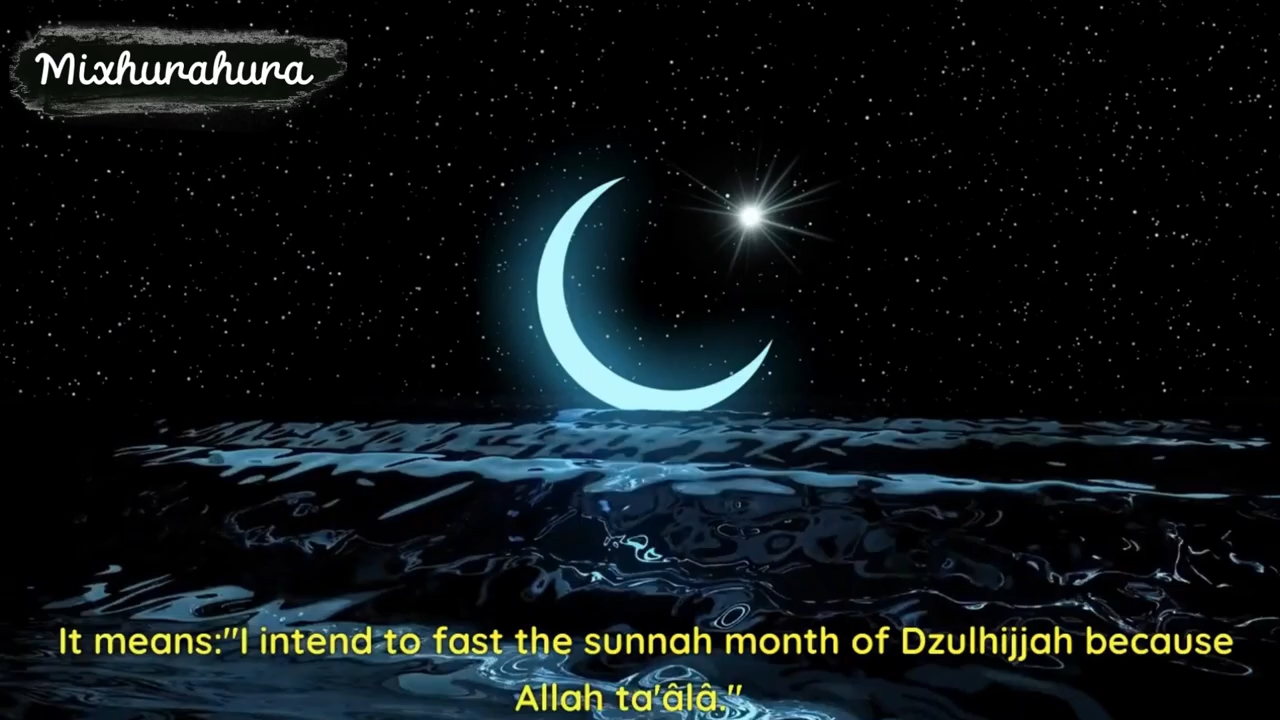 Mixhurahura
It means:"I intend to fast the sunnah month of Dzulhijjah because
Allah ta'âlâ."